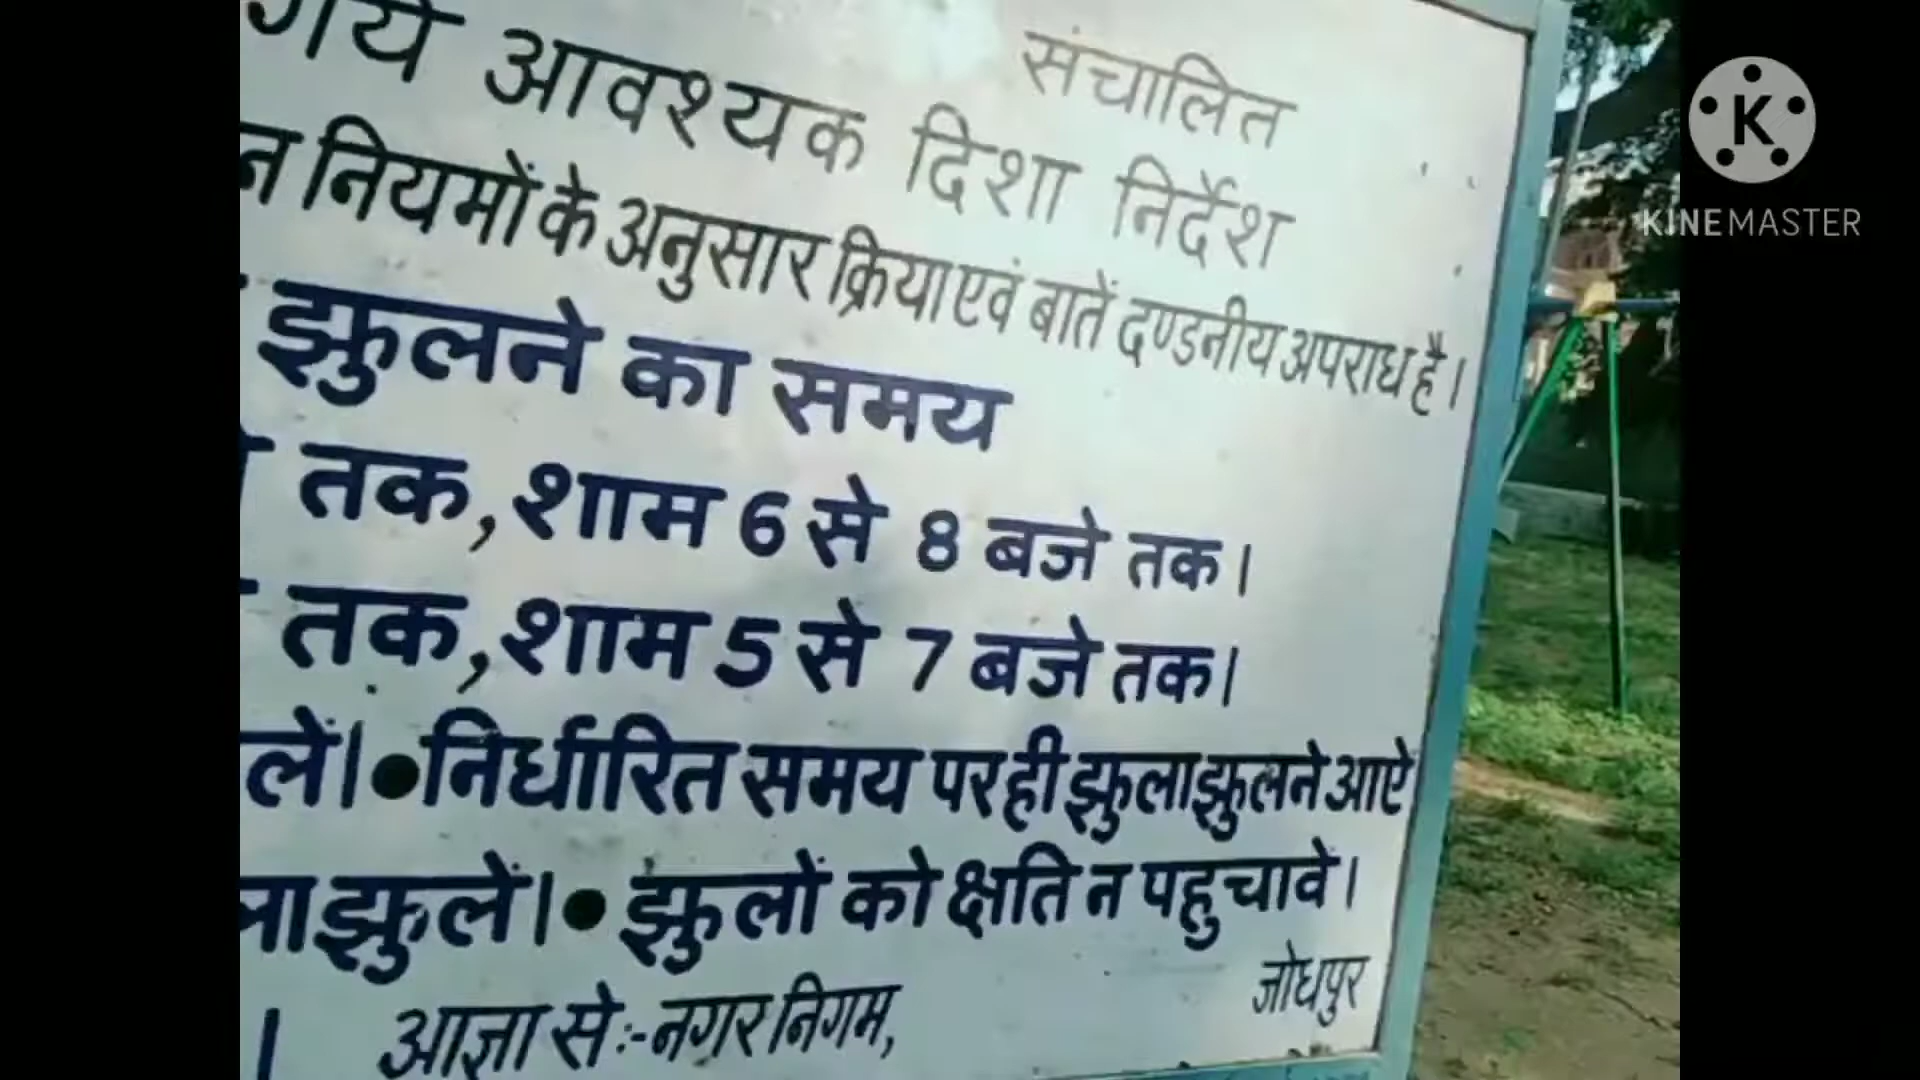 संचालित
गये आवश्यक दिशा निर्देश
न नियमों के अनुसार क्रिया एवं बातें दण्डनीय अपराध है।
झुलने का समय
तक, शाम 6 से 8 बजे तक।
तक, शाम 5 से 7 बजे तक।
लें। • निर्धारित समय पर ही झुला झुलने आऐ
ला झुलें। • झुलों को क्षति न पहुचावे।
। आज्ञा से :- नगर निगम, जोधपुर
K
KINEMASTER